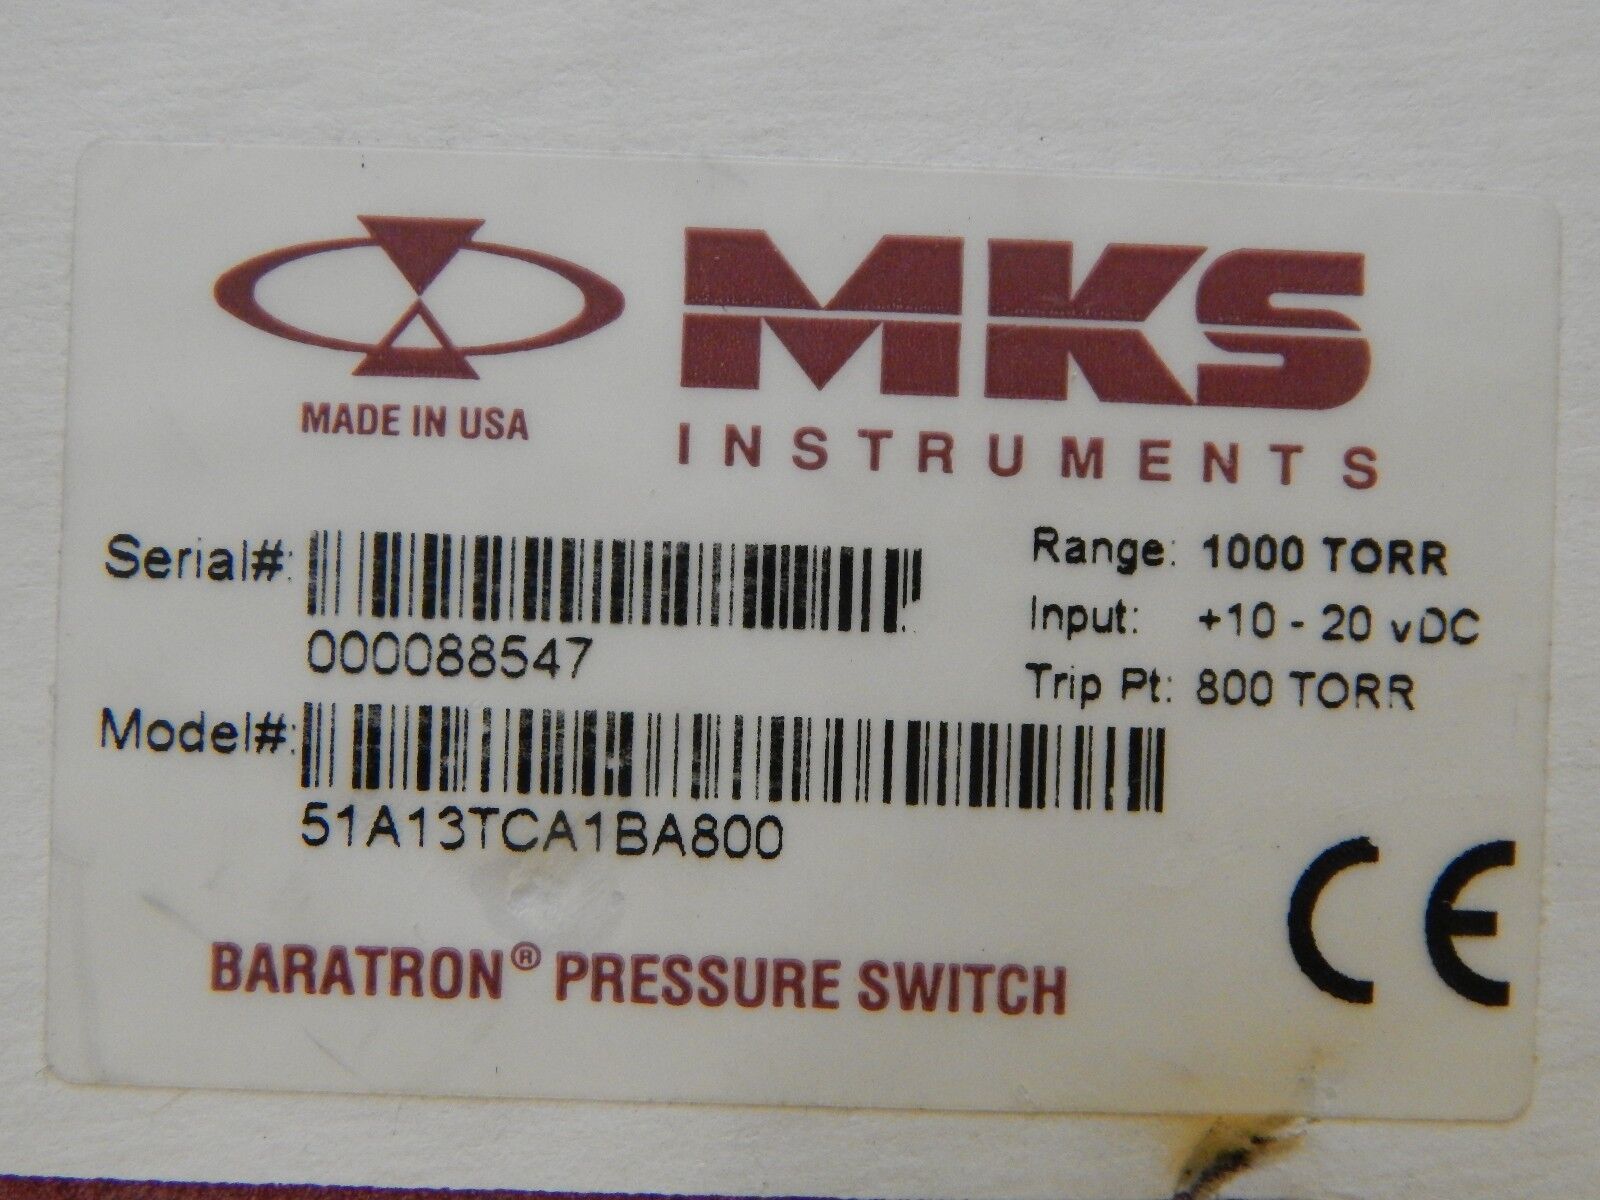 MKS
INSTRUMENTS
MADE IN USA
Serial#:
000088547
Model#:
51A13TCA1BA800
Range: 1000 TORR
Input: +10 - 20 vDC
Trip Pt: 800 TORR
BARATRON® PRESSURE SWITCH
CE